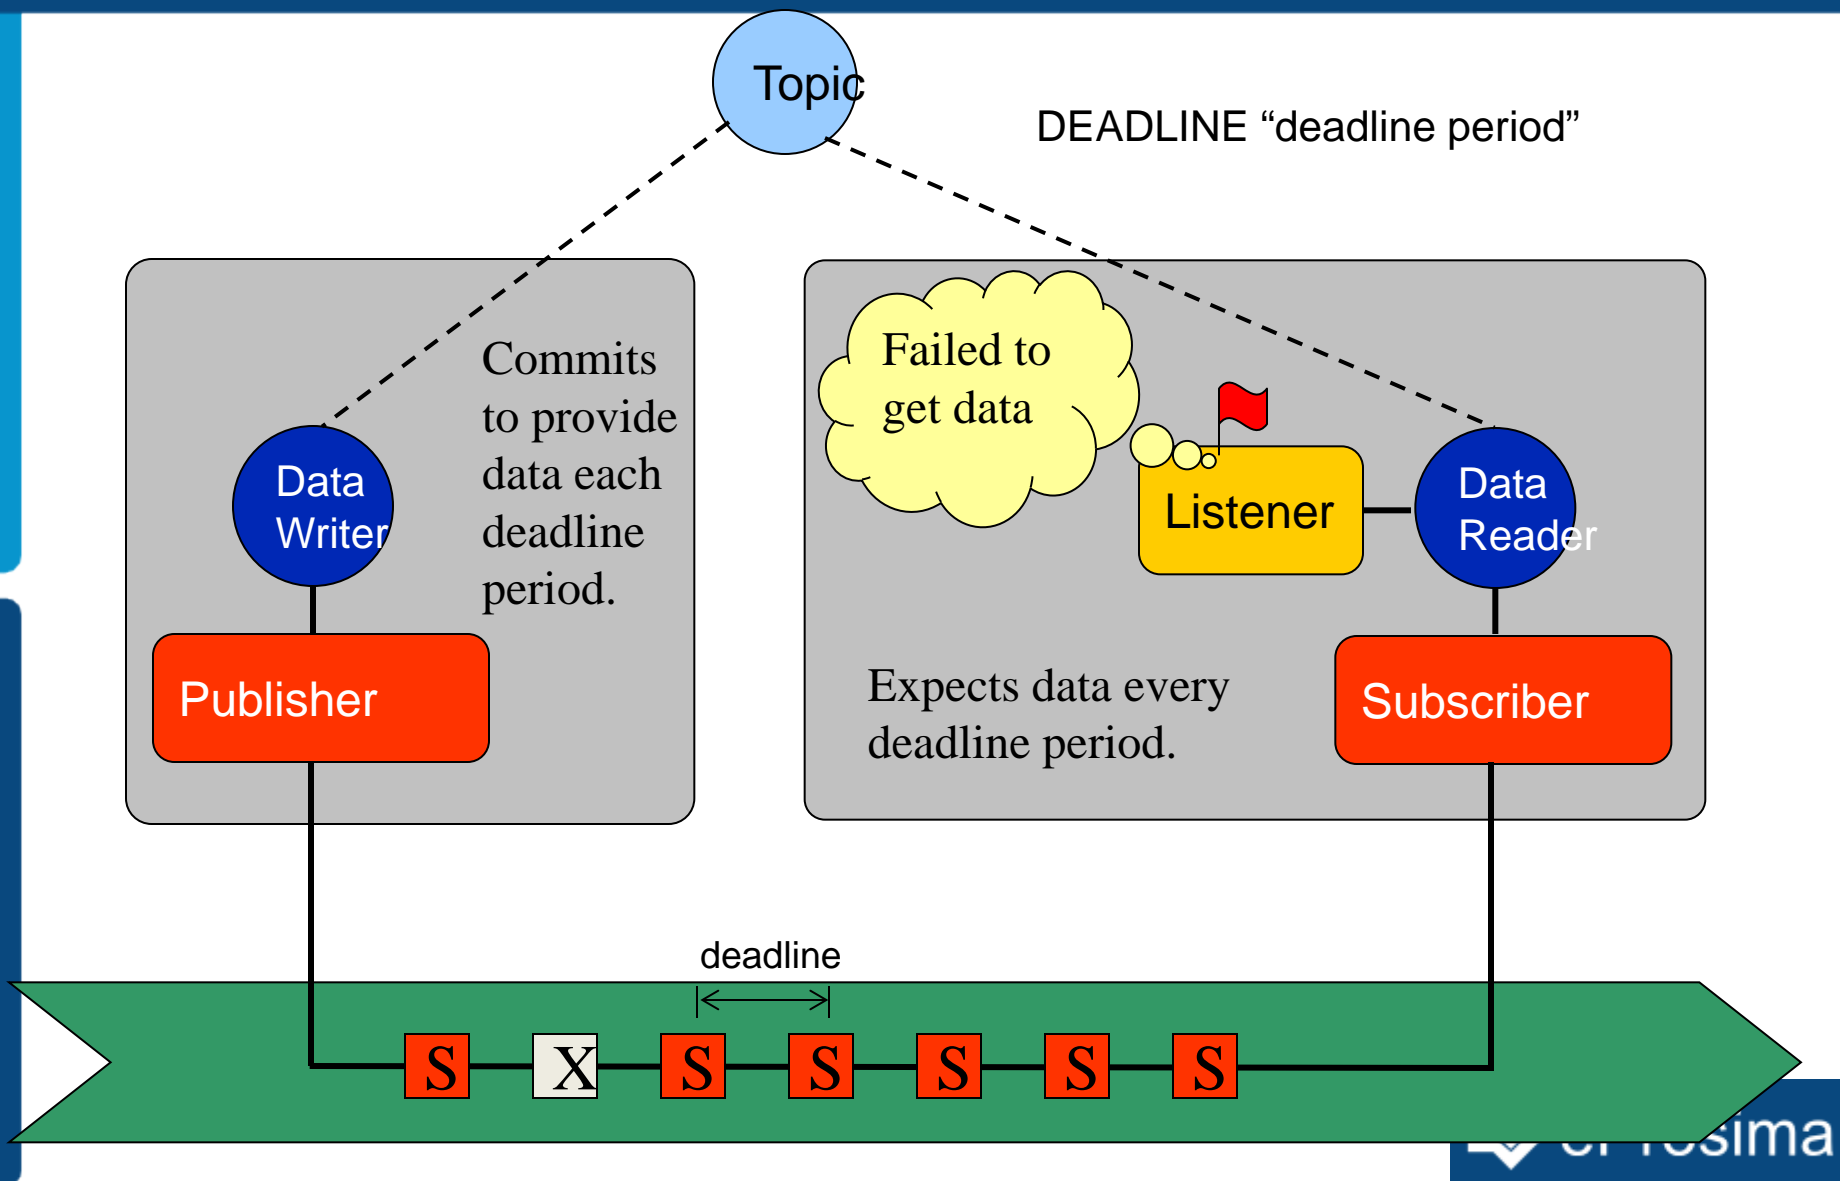 Topic
DEADLINE “deadline period”
Commits
to provide
data each
deadline
period.
Data
Writer
Publisher
Failed to
get data
Listener
Data
Reader
Expects data every
deadline period.
Subscriber
deadline
S X S S S S S